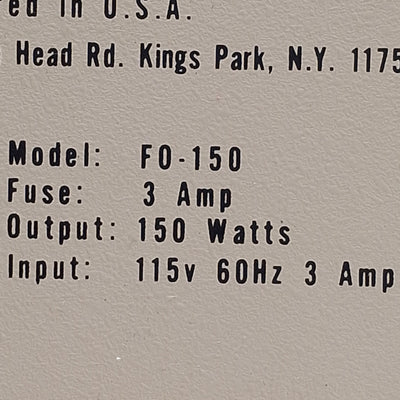 in U.S.A.
Head Rd. Kings Park, N.Y. 1175
Model: FO-150
Fuse: 3 Amp
Output: 150 Watts
Input: 115v 60Hz 3 Amp